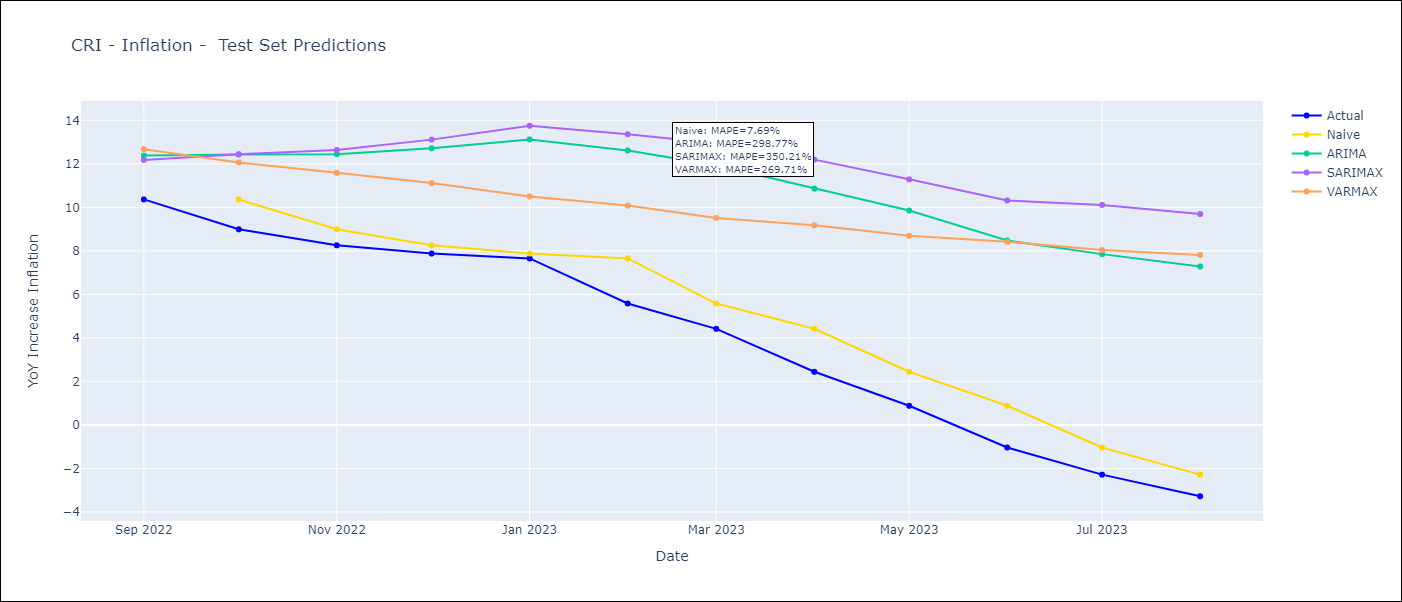 CRI - Inflation -  Test Set Predictions
Actual
Naive
ARIMA
SARIMAX
VARMAX
Naive: MAPE=7.69%
ARIMA: MAPE=298.77%
SARIMAX: MAPE=350.21%
VARMAX: MAPE=269.71%
YoY Increase Inflation
14
12
10
8
6
4
2
0
−2
−4
Sep 2022
Nov 2022
Jan 2023
Mar 2023
May 2023
Jul 2023
Date